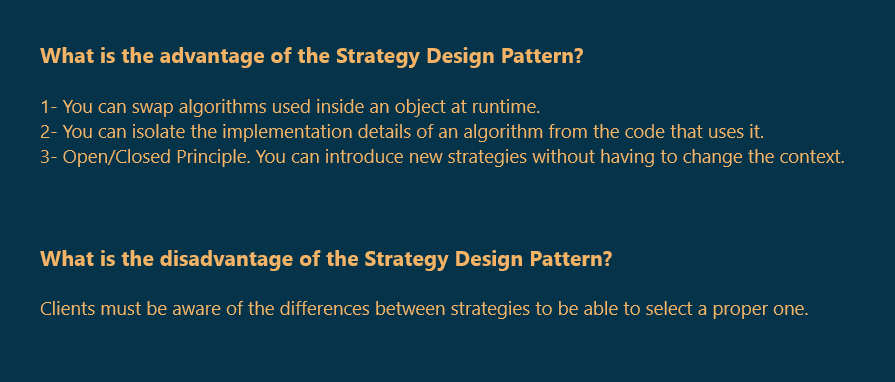 What is the advantage of the Strategy Design Pattern?
1- You can swap algorithms used inside an object at runtime.
2- You can isolate the implementation details of an algorithm from the code that uses it.
3- Open/Closed Principle. You can introduce new strategies without having to change the context.
What is the disadvantage of the Strategy Design Pattern?
Clients must be aware of the differences between strategies to be able to select a proper one.